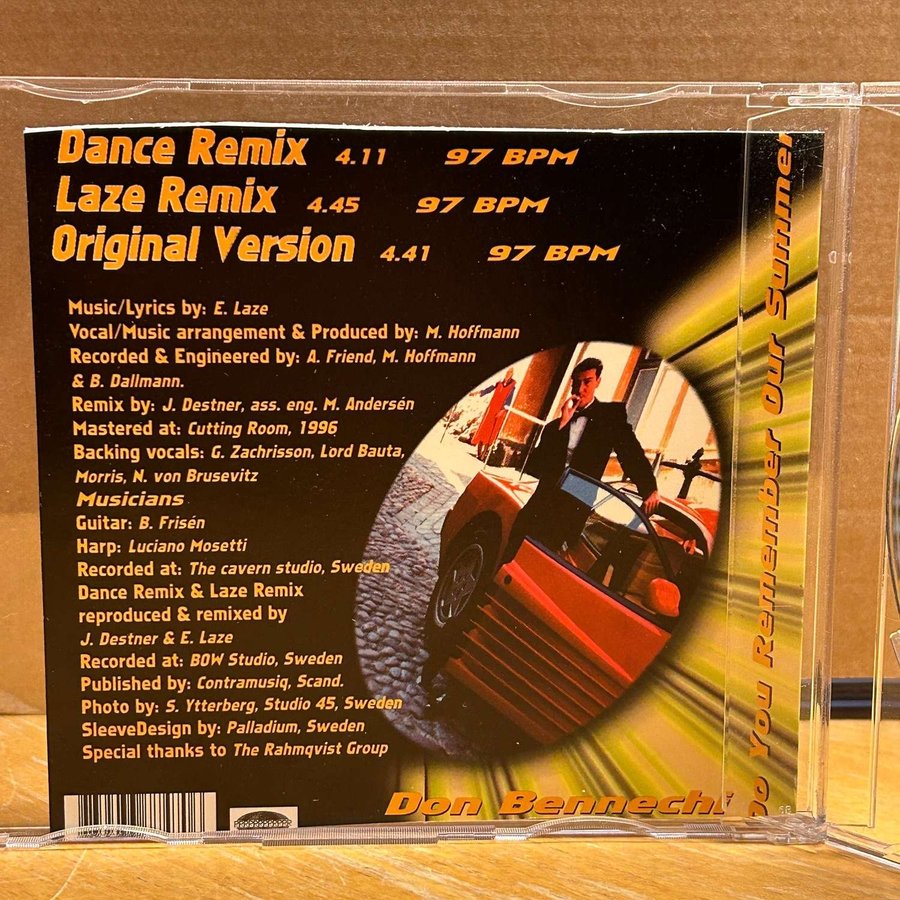 Dance Remix 4.11 97 BPM
Laze Remix 4.45 97 BPM
Original Version 4.41 97 BPM
Music/Lyrics by: E. Laze
Vocal/Music arrangement & Produced by: M. Hoffmann
Recorded & Engineered by: A. Friend, M. Hoffmann
& B. Dallmann.
Remix by: J. Destner, ass. eng. M. Andersén
Mastered at: Cutting Room, 1996
Backing vocals: G. Zachrisson, Lord Bauta,
Morris, N. von Brusevitz
Musicians
Guitar: B. Frisén
Harp: Luciano Mosetti
Recorded at: The cavern studio, Sweden
Dance Remix & Laze Remix
reproduced & remixed by
J. Destner & E. Laze
Recorded at: BOW Studio, Sweden
Published by: Contramusiq, Scand.
Photo by: S. Ytterberg, Studio 45, Sweden
SleeveDesign by: Palladium, Sweden
Special thanks to The Rahmqvist Group
Don Bennechi
Do You Remember Our Summer